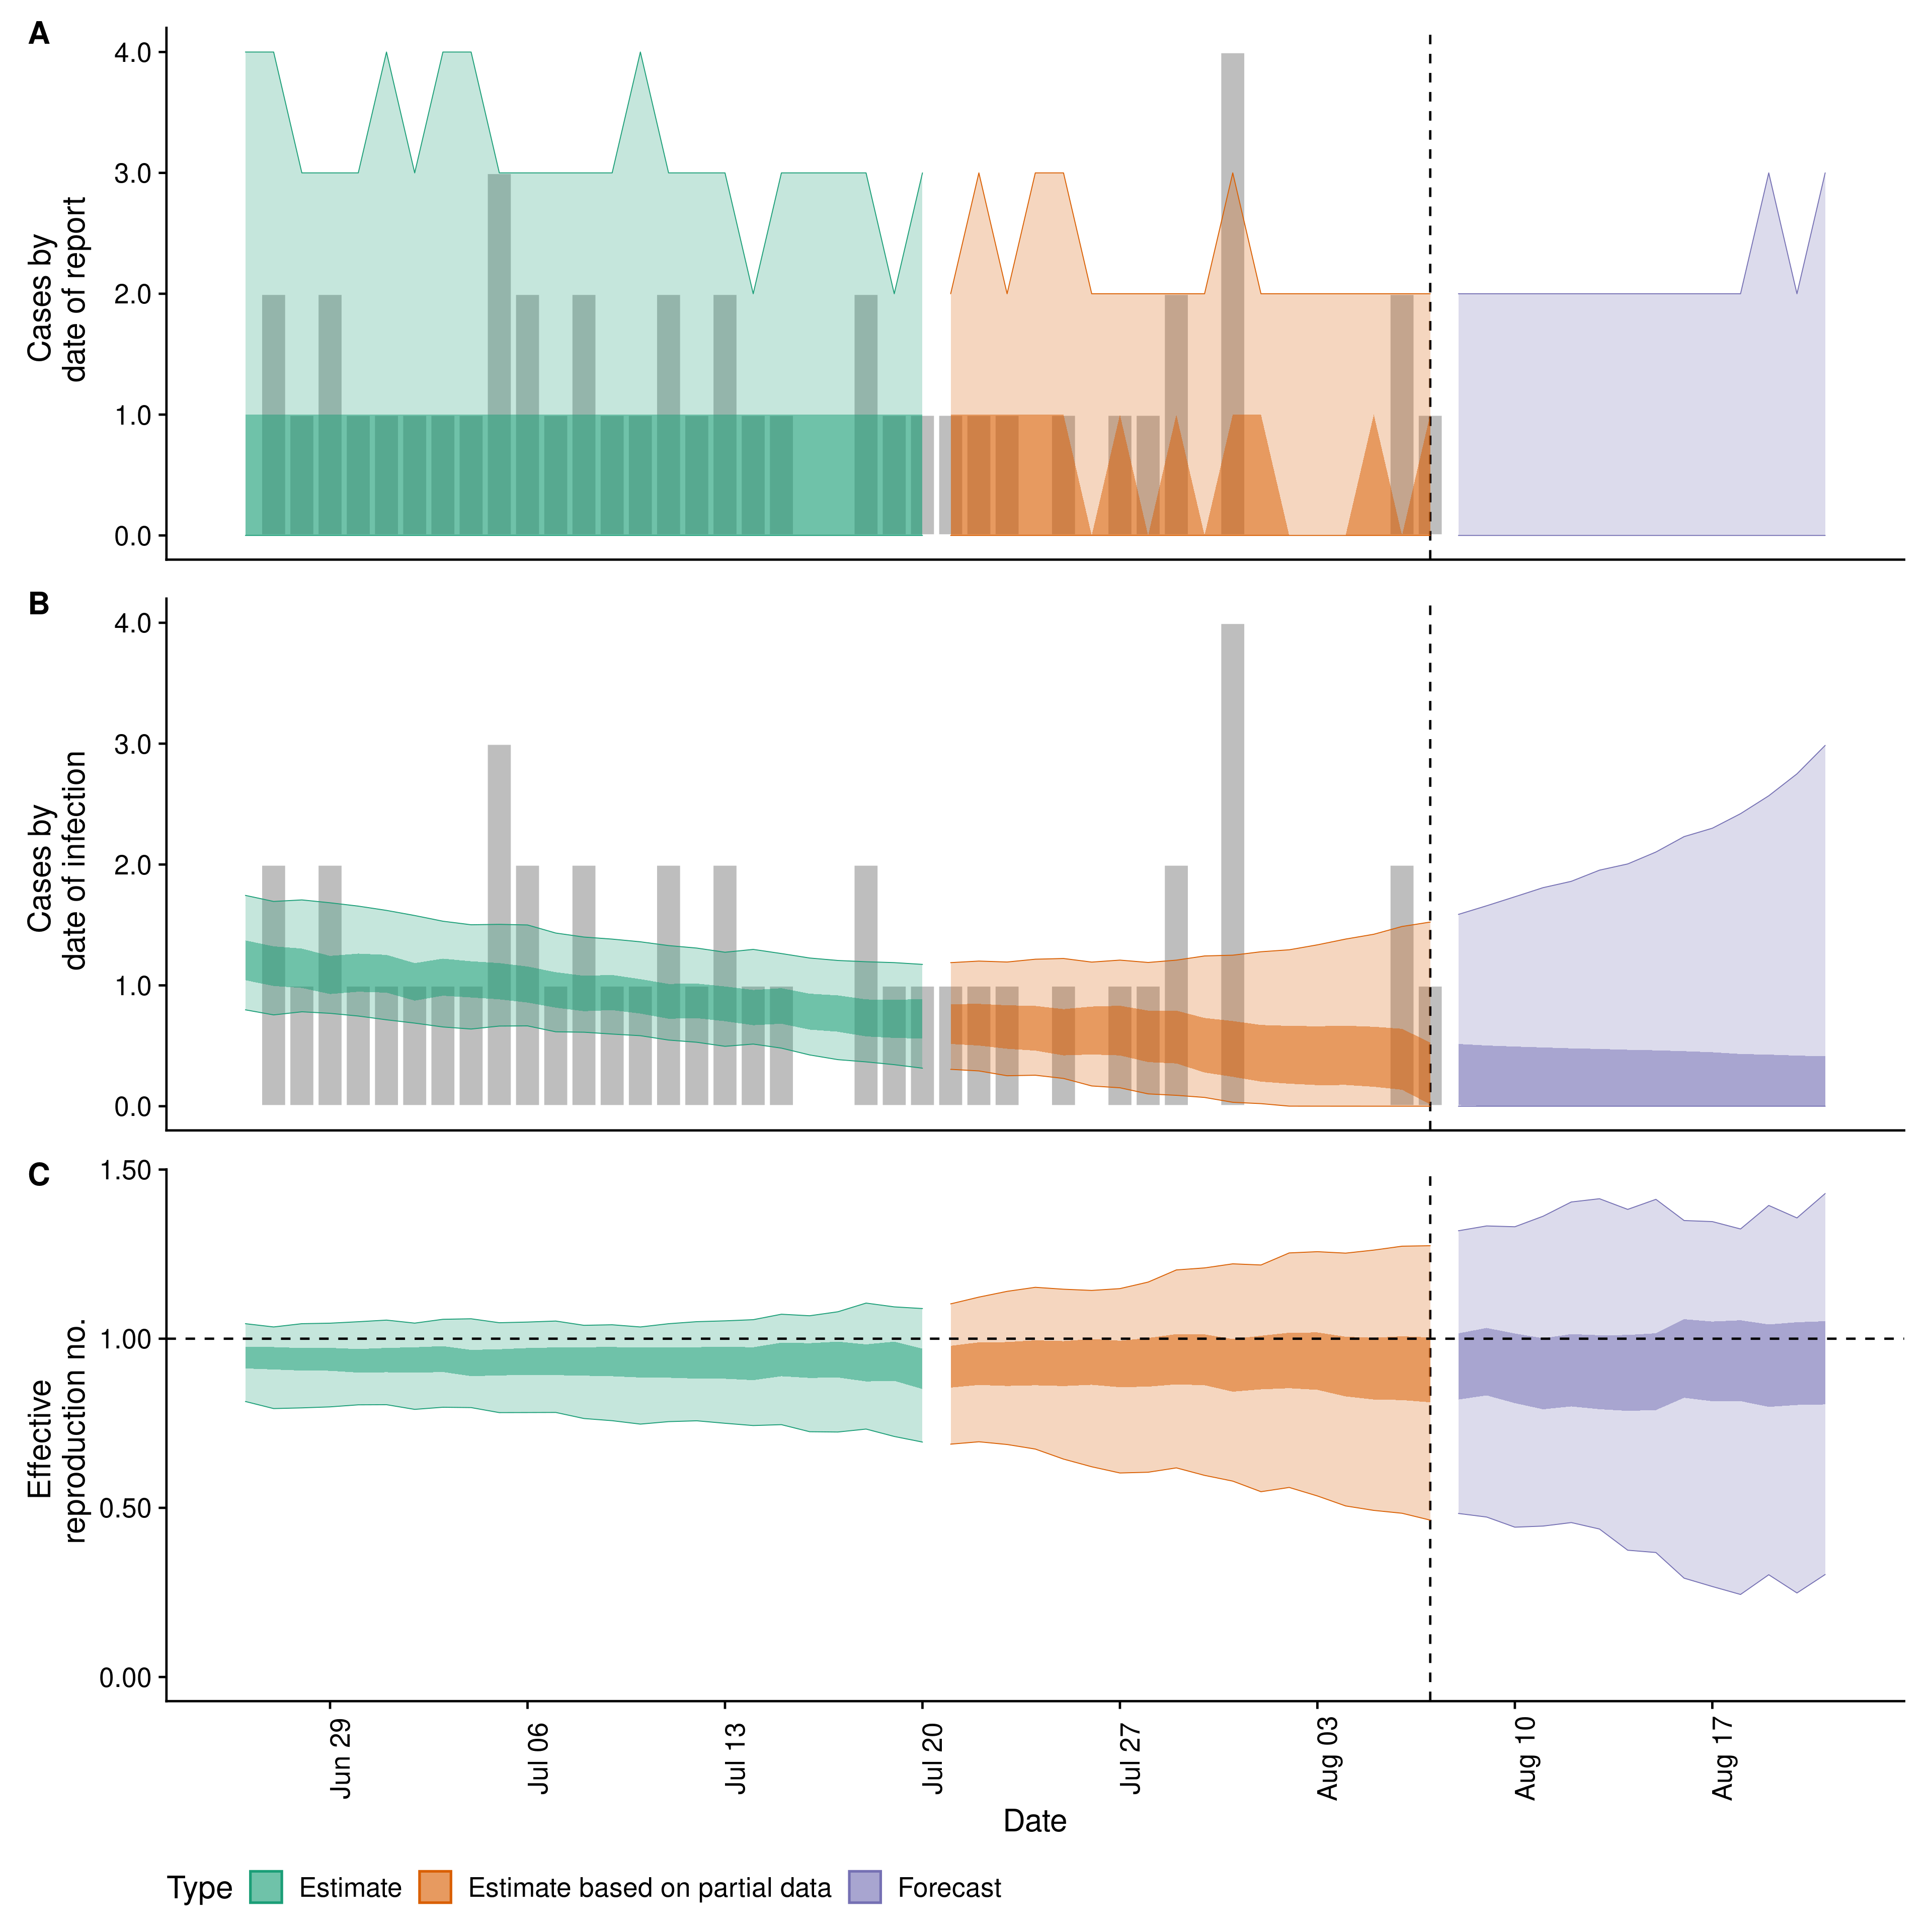 A
4.0
3.0
2.0
1.0
0.0
Cases by
date of report
B
4.0
3.0
2.0
1.0
0.0
Cases by
date of infection
C
1.50
1.00
0.50
0.00
Effective
reproduction no.
Jun 29
Jul 06
Jul 13
Jul 20
Jul 27
Aug 03
Aug 10
Aug 17
Date
Type Estimate Estimate based on partial data Forecast